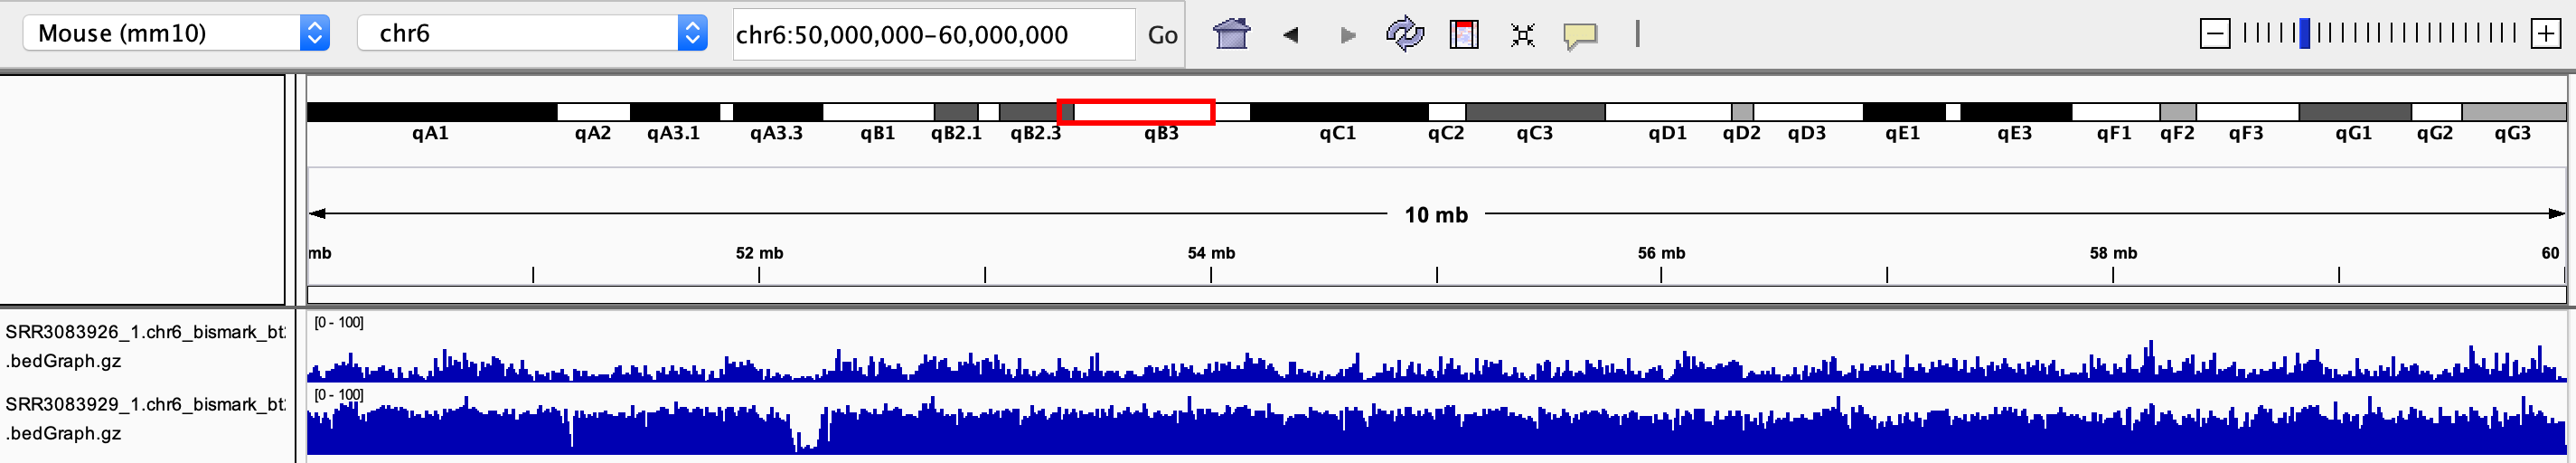 Mouse (mm10) chr6 chr6:50,000,000-60,000,000 Go
qA1 qA2 qA3.1 qA3.3 qB1 qB2.1 qB2.3 qB3 qC1 qC2 qC3 qD1 qD2 qD3 qE1 qE3 qF1 qF2 qF3 qG1 qG2 qG3
10 mb
mb 52 mb 54 mb 56 mb 58 mb 60
[0 - 100]
SRR3083926_1.chr6_bismark_bt
.bedGraph.gz
[0 - 100]
SRR3083929_1.chr6_bismark_bt
.bedGraph.gz